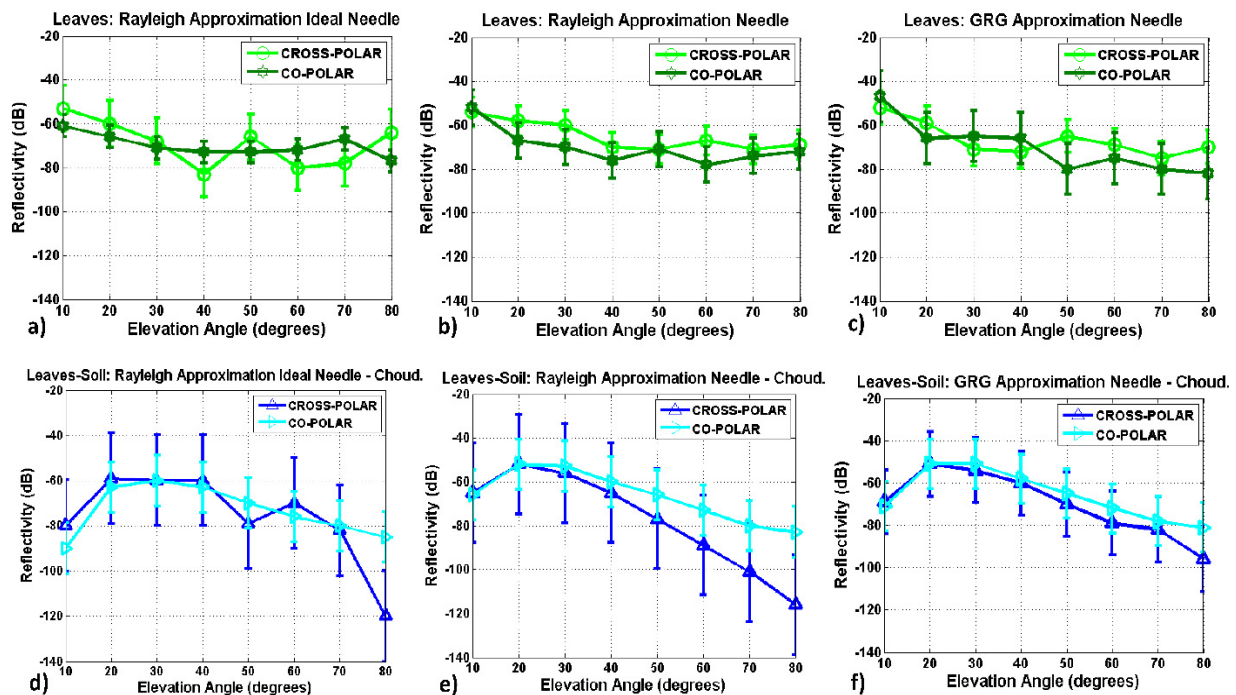 Leaves: Rayleigh Approximation Ideal Needle
-20
-40
-60
-80
-100
-120
-140
Reflectivity (dB)
CROSS-POLAR
CO-POLAR
10 20 30 40 50 60 70 80
Elevation Angle (degrees)
a)
Leaves: Rayleigh Approximation Needle
-20
-40
-60
-80
-100
-120
-140
Reflectivity (dB)
CROSS-POLAR
CO-POLAR
10 20 30 40 50 60 70 80
Elevation Angle (degrees)
b)
Leaves: GRG Approximation Needle
-20
-40
-60
-80
-100
-120
-140
Reflectivity (dB)
CROSS-POLAR
CO-POLAR
10 20 30 40 50 60 70 80
Elevation Angle (degrees)
c)
Leaves-Soil: Rayleigh Approximation Ideal Needle - Choud.
-20
-40
-60
-80
-100
-120
-140
Reflectivity (dB)
CROSS-POLAR
CO-POLAR
10 20 30 40 50 60 70 80
Elevation Angle (degrees)
d)
Leaves-Soil: Rayleigh Approximation Needle - Choud.
-20
-40
-60
-80
-100
-120
-140
Reflectivity (dB)
CROSS-POLAR
CO-POLAR
10 20 30 40 50 60 70 80
Elevation Angle (degrees)
e)
Leaves-Soil: GRG Approximation Needle - Choud.
-20
-40
-60
-80
-100
-120
-140
Reflectivity (dB)
CROSS-POLAR
CO-POLAR
10 20 30 40 50 60 70 80
Elevation Angle (degrees)
f)